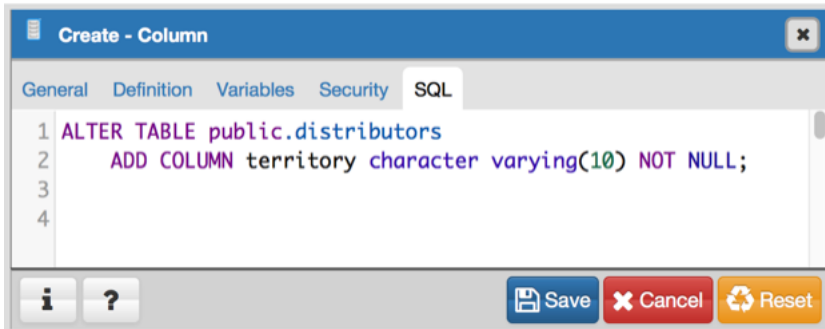 Create - Column
General Definition Variables Security SQL
1 ALTER TABLE public.distributors
2     ADD COLUMN territory character varying(10) NOT NULL;
3
4
i ? Save Cancel Reset